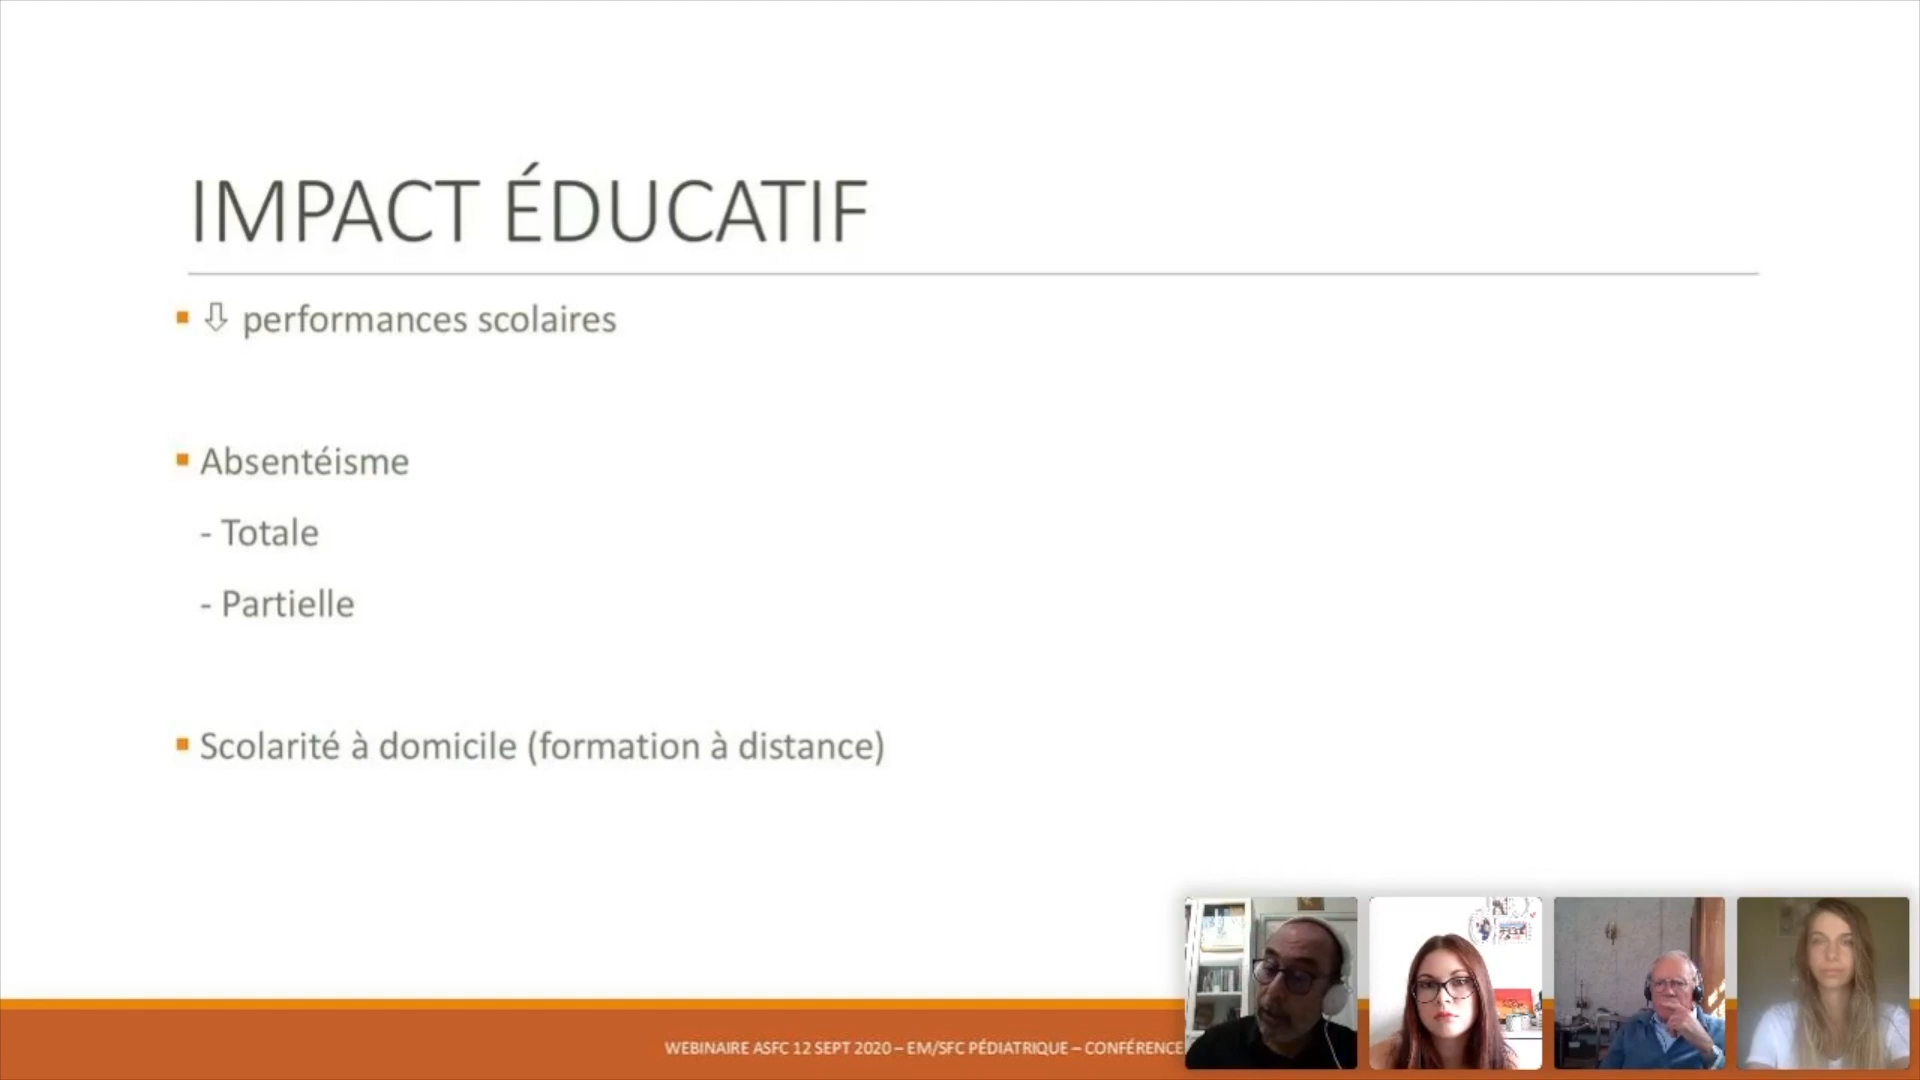 IMPACT ÉDUCATIF
⇩ performances scolaires
Absentéisme
- Totale
- Partielle
Scolarité à domicile (formation à distance)
WEBINAIRE ASFC 12 SEPT 2020 – EM/SFC PÉDIATRIQUE – CONFÉRENCE